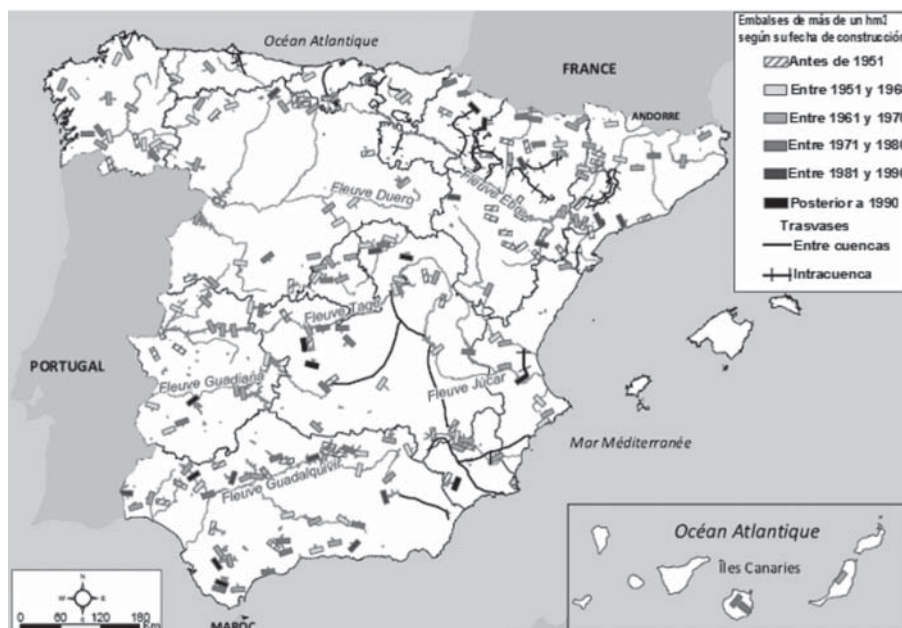 Océan Atlantique
FRANCE
ANDORRE
Fleuve Duero
Fleuve Ebre
Fleuve Tage
PORTUGAL
Fleuve Guadiana
Fleuve Júcar
Mar Méditerranée
Fleuve Guadalquivir
MAROC
Embalses de más de un hm3
según su fecha de construcción
Antes de 1951
Entre 1951 y 196
Entre 1961 y 1970
Entre 1971 y 1980
Entre 1981 y 1990
Posterior a 1990
Trasvases
Entre cuencas
Intracuenca
Océan Atlantique
Îles Canaries
N
W E
S
0 60 120 180
Km